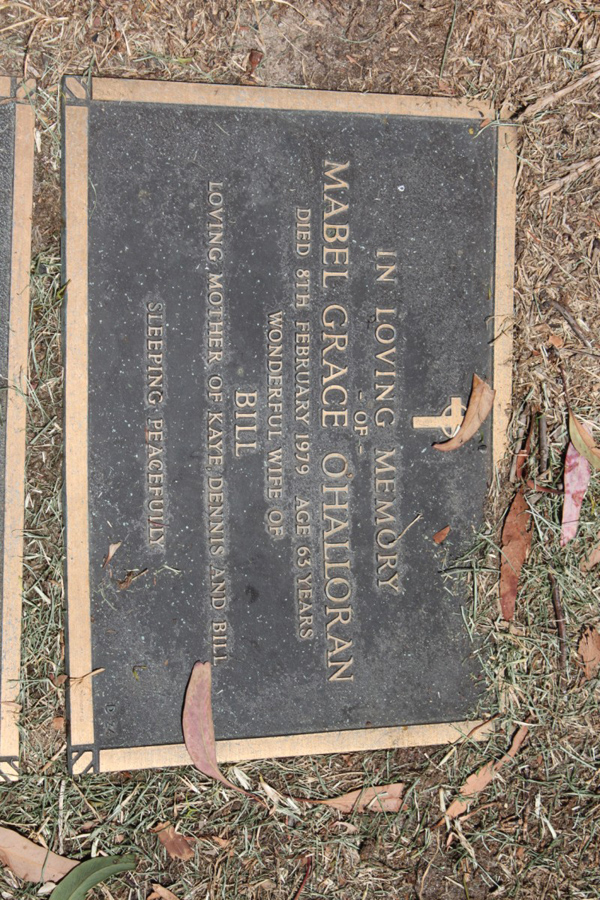 IN LOVING MEMORY
- OF -
MABEL GRACE O'HALLORAN
DIED 8TH FEBRUARY 1979 AGE 63 YEARS
WONDERFUL WIFE OF
BILL
LOVING MOTHER OF KAYE, DENNIS AND BILL
SLEEPING PEACEFULLY